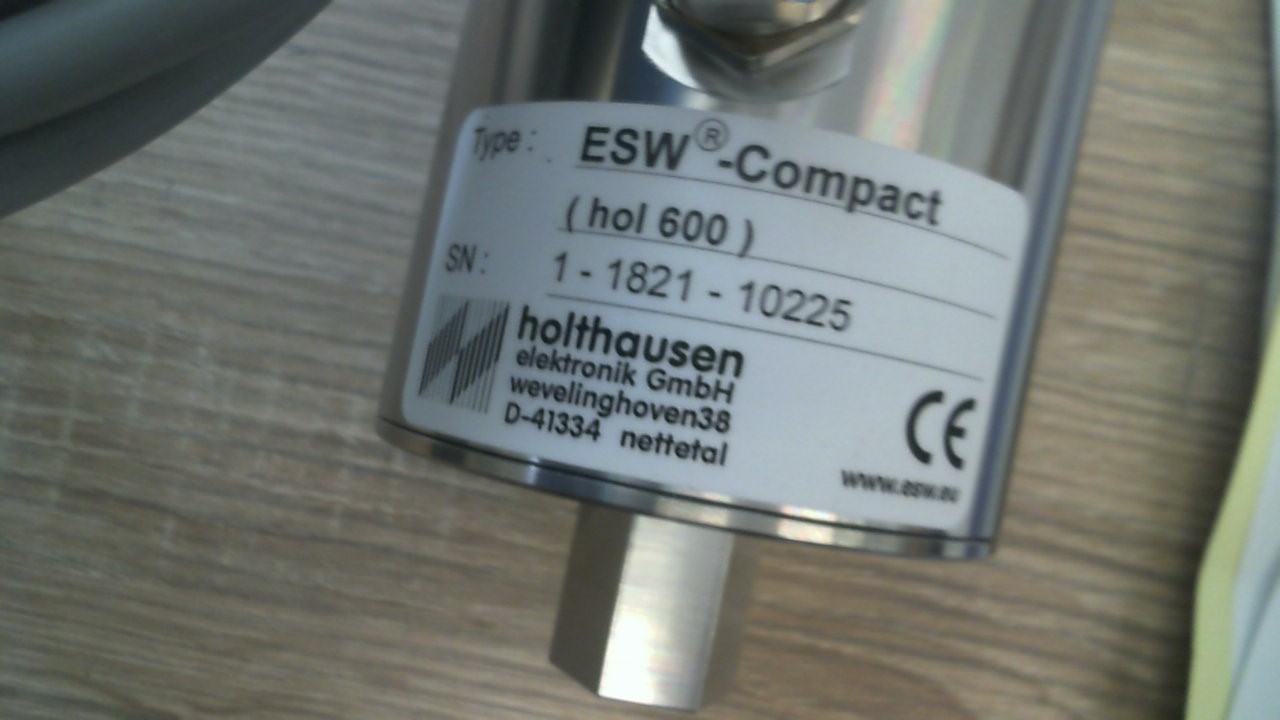 Type : ESW®-Compact
( hol 600 )
SN : 1 - 1821 - 10225
holthausen
elektronik GmbH
wevelinghoven38
D-41334 nettetal
CE
www.esw.eu